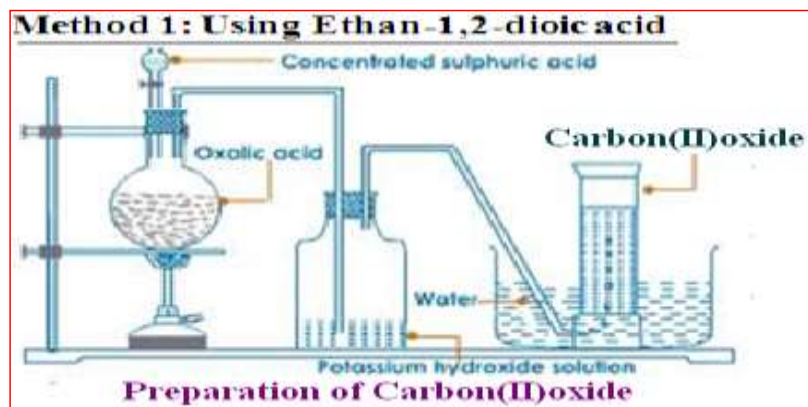 Method 1: Using Ethan-1,2-dioic acid
Concentrated sulphuric acid
Carbon(II)oxide
Oxalic acid
Water
Potassium hydroxide solution
Preparation of Carbon(II)oxide